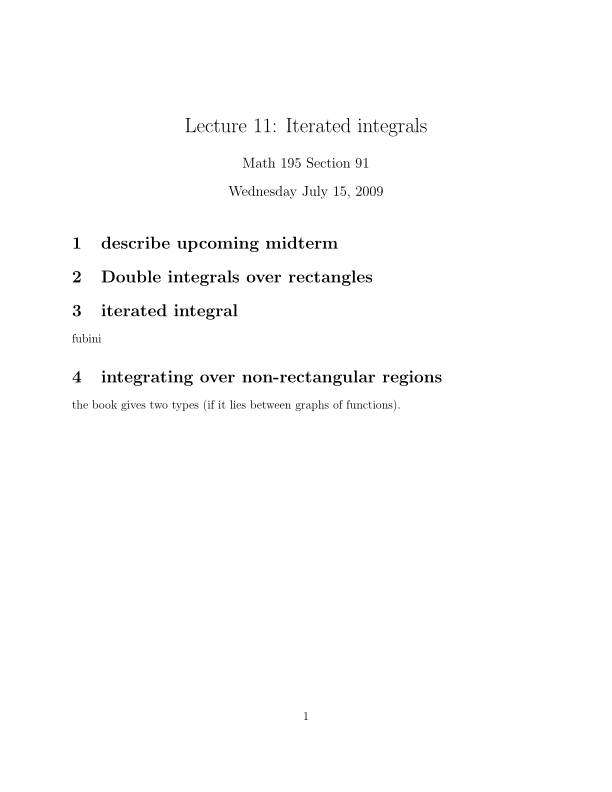 Lecture 11: Iterated integrals
Math 195 Section 91
Wednesday July 15, 2009
1 describe upcoming midterm
2 Double integrals over rectangles
3 iterated integral
fubini
4 integrating over non-rectangular regions
the book gives two types (if it lies between graphs of functions).
1